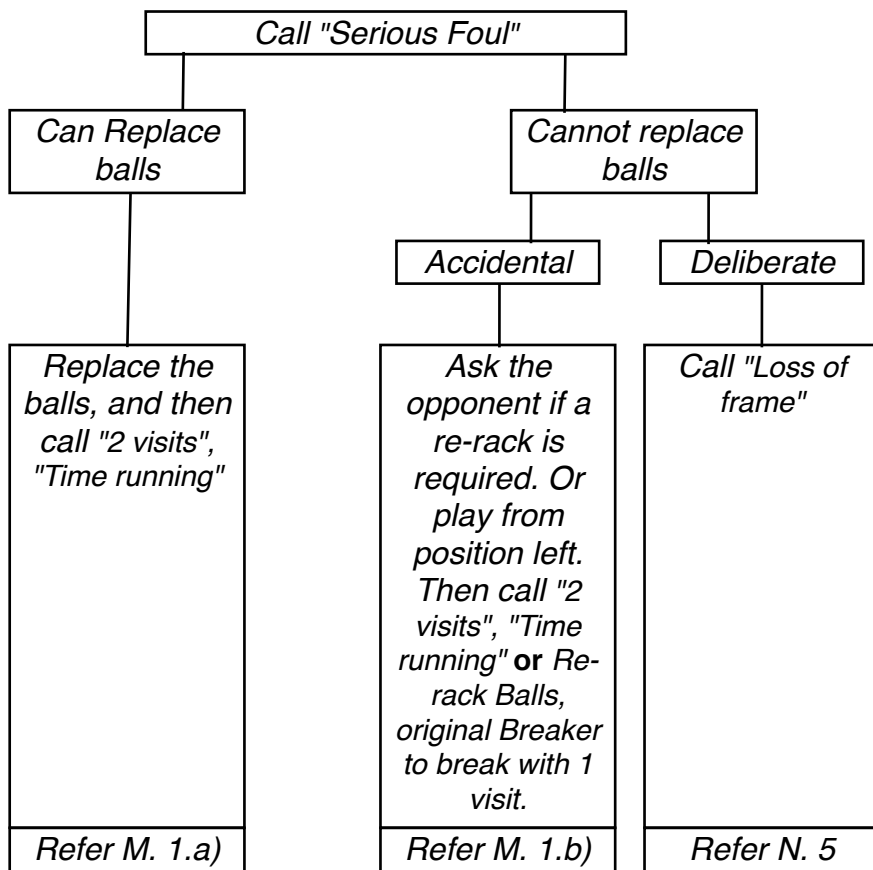 Call "Serious Foul"
Can Replace
balls
Cannot replace
balls
Accidental
Deliberate
Replace the
balls, and then
call "2 visits",
"Time running"
Ask the
opponent if a
re-rack is
required. Or
play from
position left.
Then call "2
visits", "Time
running" or Re-
rack Balls,
original Breaker
to break with 1
visit.
Call "Loss of
frame"
Refer M. 1.a)
Refer M. 1.b)
Refer N. 5